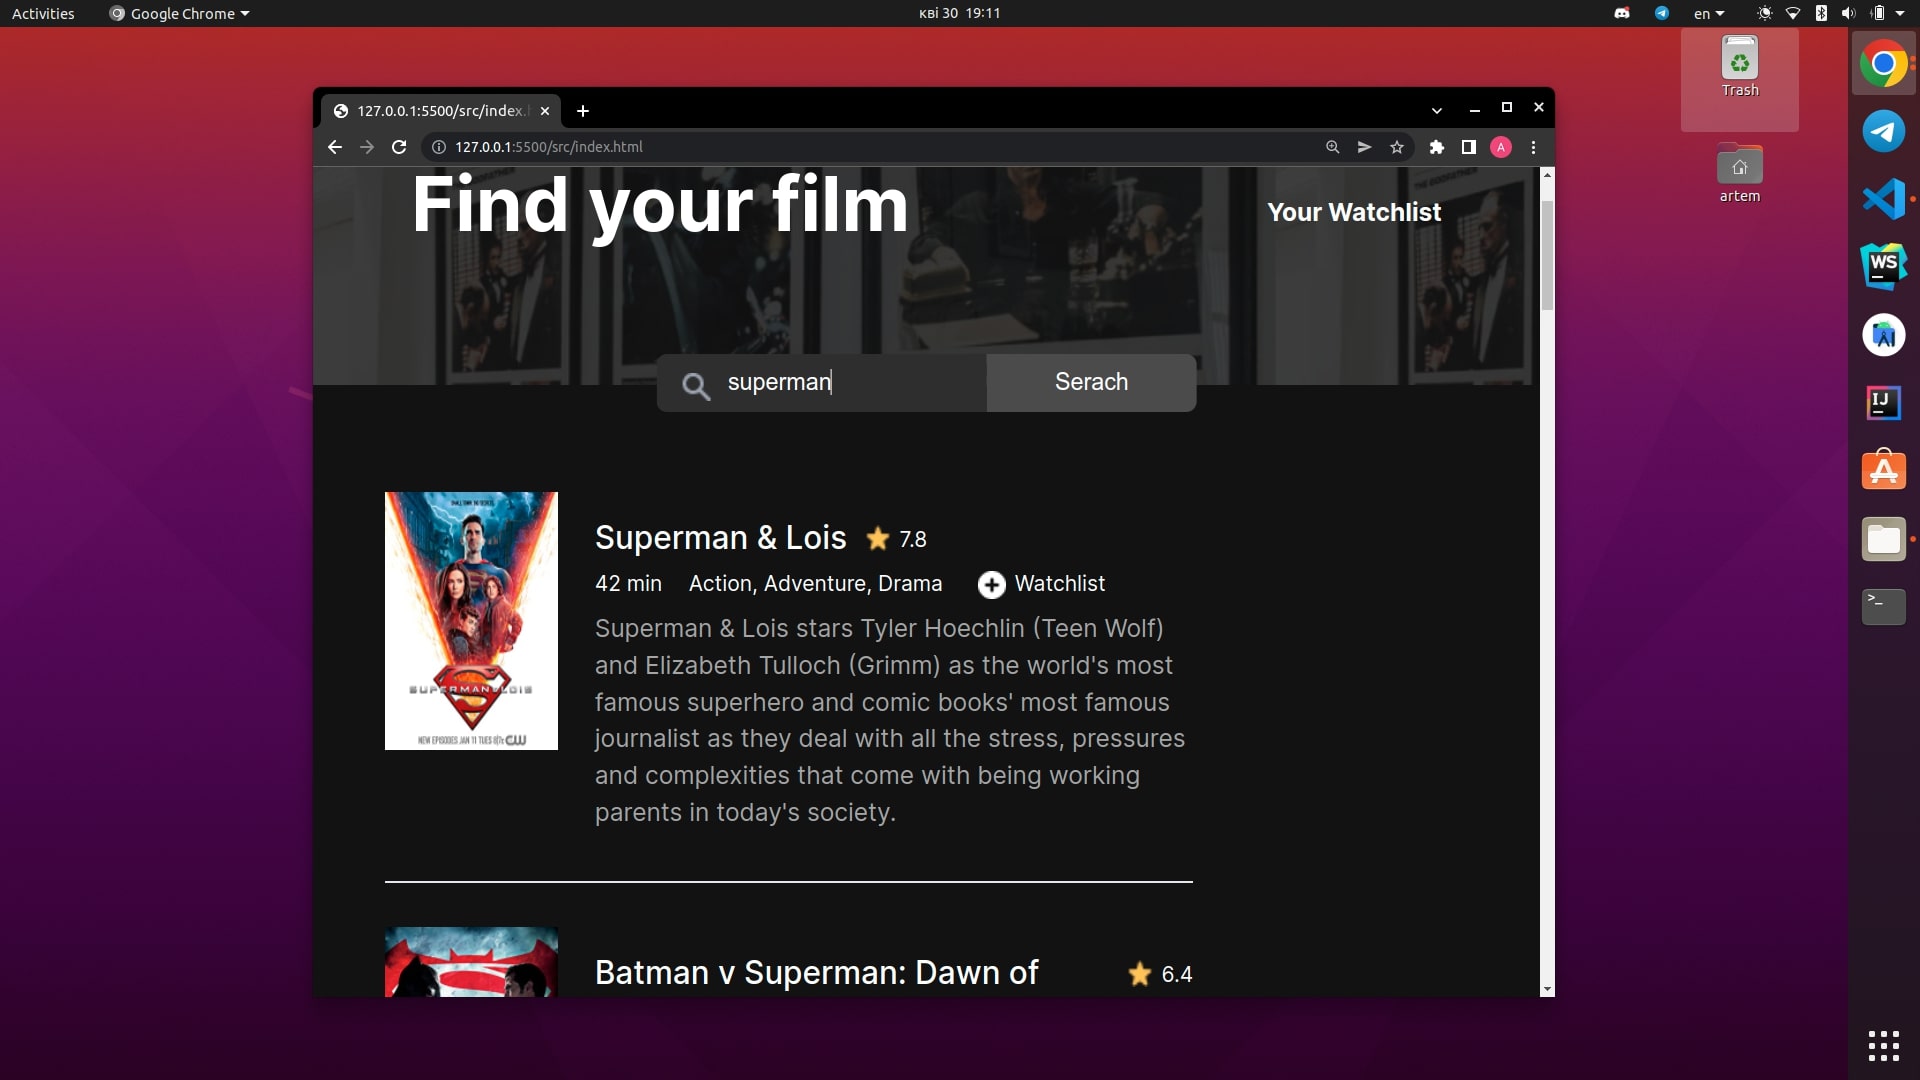 Activities
Google Chrome
кві 30 19:11
en
127.0.0.1:5500/src/index.
127.0.0.1:5500/src/index.html
A
Trash
artem
Find your film
Your Watchlist
THE GODFATHER
superman
Serach
Superman & Lois
7.8
42 min
Action, Adventure, Drama
Watchlist
Superman & Lois stars Tyler Hoechlin (Teen Wolf)
and Elizabeth Tulloch (Grimm) as the world's most
famous superhero and comic books' most famous
journalist as they deal with all the stress, pressures
and complexities that come with being working
parents in today's society.
SUPERMAN & LOIS
NEW EPISODES JAN 11 TUES 8/7c CW
Batman v Superman: Dawn of
6.4
WS
IJ